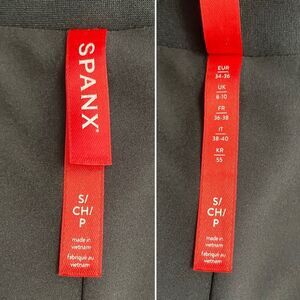 SPANX®
S/
CH/
P
made in
vietnam
fabriqué au
vietnam
EUR
34-36
UK
8-10
FR
36-38
IT
38-40
KR
55
S/
CH/
P
made in
vietnam
fabriqué au
vietnam